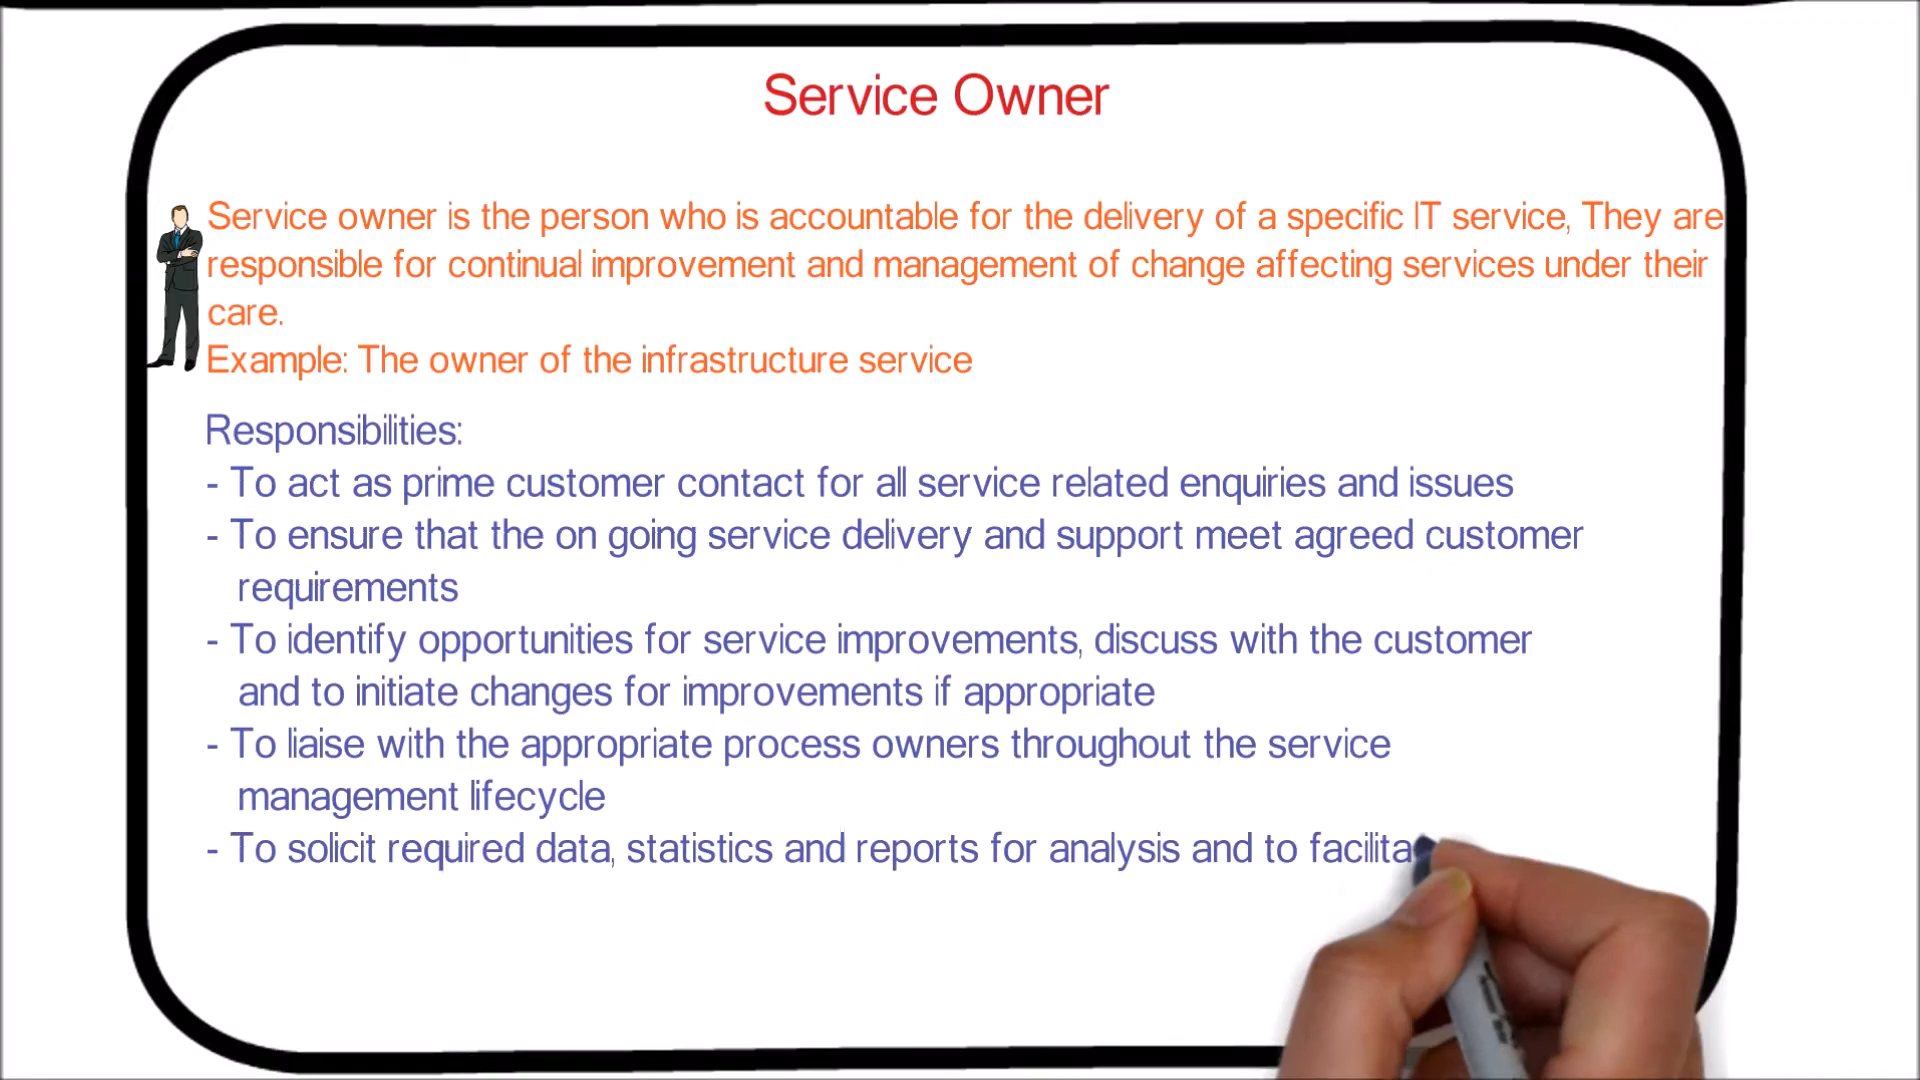 Service Owner
Service owner is the person who is accountable for the delivery of a specific IT service, They are
responsible for continual improvement and management of change affecting services under their
care.
Example: The owner of the infrastructure service
Responsibilities:
- To act as prime customer contact for all service related enquiries and issues
- To ensure that the on going service delivery and support meet agreed customer
requirements
- To identify opportunities for service improvements, discuss with the customer
and to initiate changes for improvements if appropriate
- To liaise with the appropriate process owners throughout the service
management lifecycle
- To solicit required data, statistics and reports for analysis and to facilita